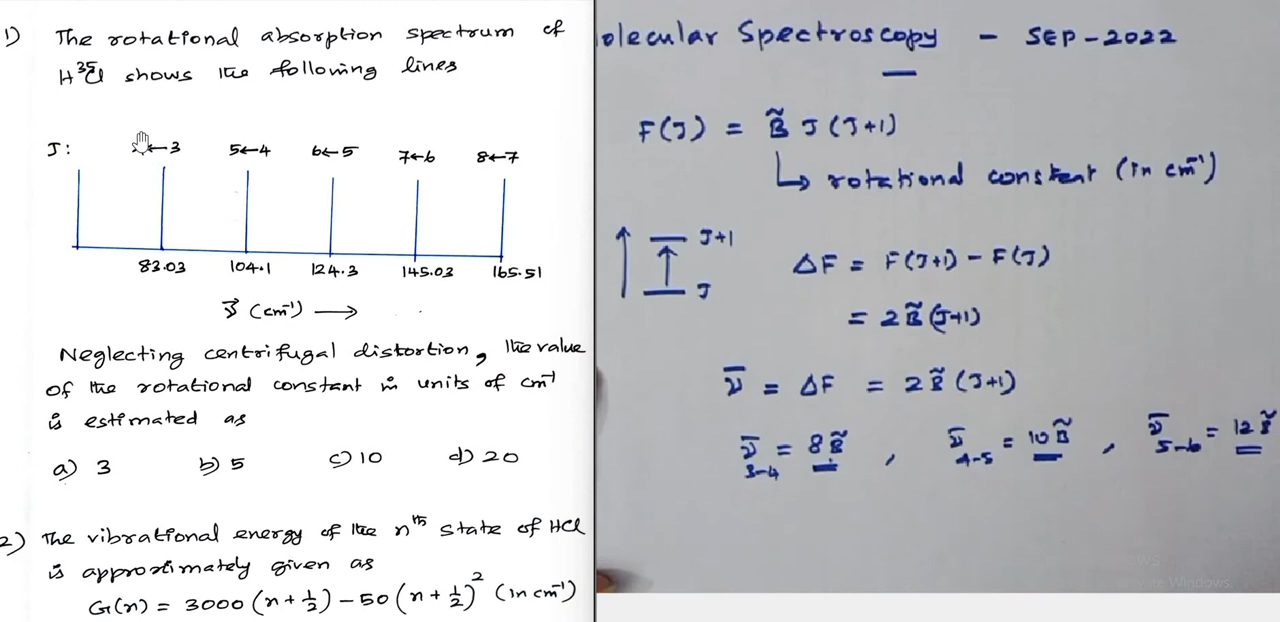 1) The rotational absorption spectrum of
H³⁵Cl shows the following lines
J: ←3 5←4 6←5 7←6 8←7
83.03 104.1 124.3 145.03 165.51
ν̄ (cm⁻¹) →
Neglecting centrifugal distortion, the value
of the rotational constant in units of cm⁻¹
is estimated as
a) 3 b) 5 c) 10 d) 20
2) The vibrational energy of the nᵗʰ state of HCl
is approximately given as
G(n) = 3000 (n + ½) - 50 (n + ½)² (in cm⁻¹)
olecular Spectroscopy - SEP-2022
F(J) = B̃ J (J+1)
↳ rotational constant (in cm⁻¹)
J+1
J
ΔF = F(J+1) - F(J)
= 2B̃(J+1)
ν̄ = ΔF = 2B̃ (J+1)
ν̄ 3-4 = 8B̃ , ν̄ 4-5 = 10B̃ , ν̄ 5-6 = 12B̃